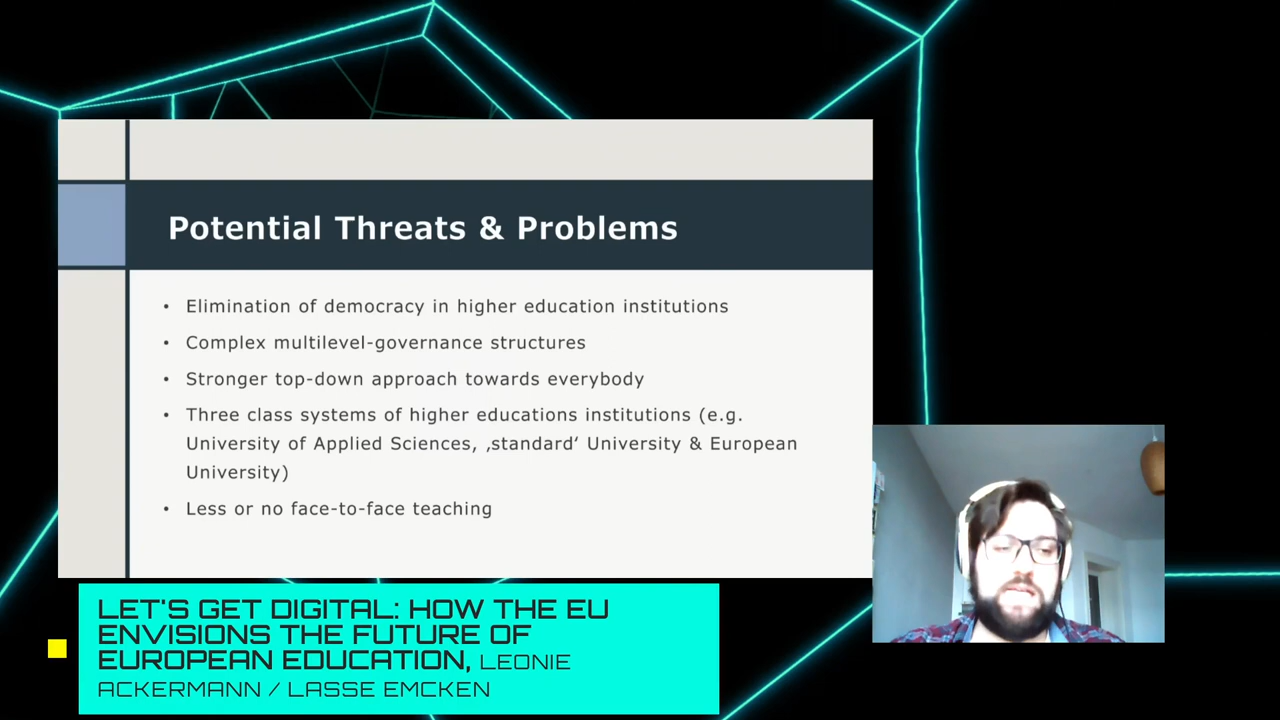 Potential Threats & Problems
• Elimination of democracy in higher education institutions
• Complex multilevel-governance structures
• Stronger top-down approach towards everybody
• Three class systems of higher educations institutions (e.g.
University of Applied Sciences, ‚standard‘ University & European
University)
• Less or no face-to-face teaching
LET'S GET DIGITAL: HOW THE EU
ENVISIONS THE FUTURE OF
EUROPEAN EDUCATION, LEONIE
ACKERMANN / LASSE EMCKEN